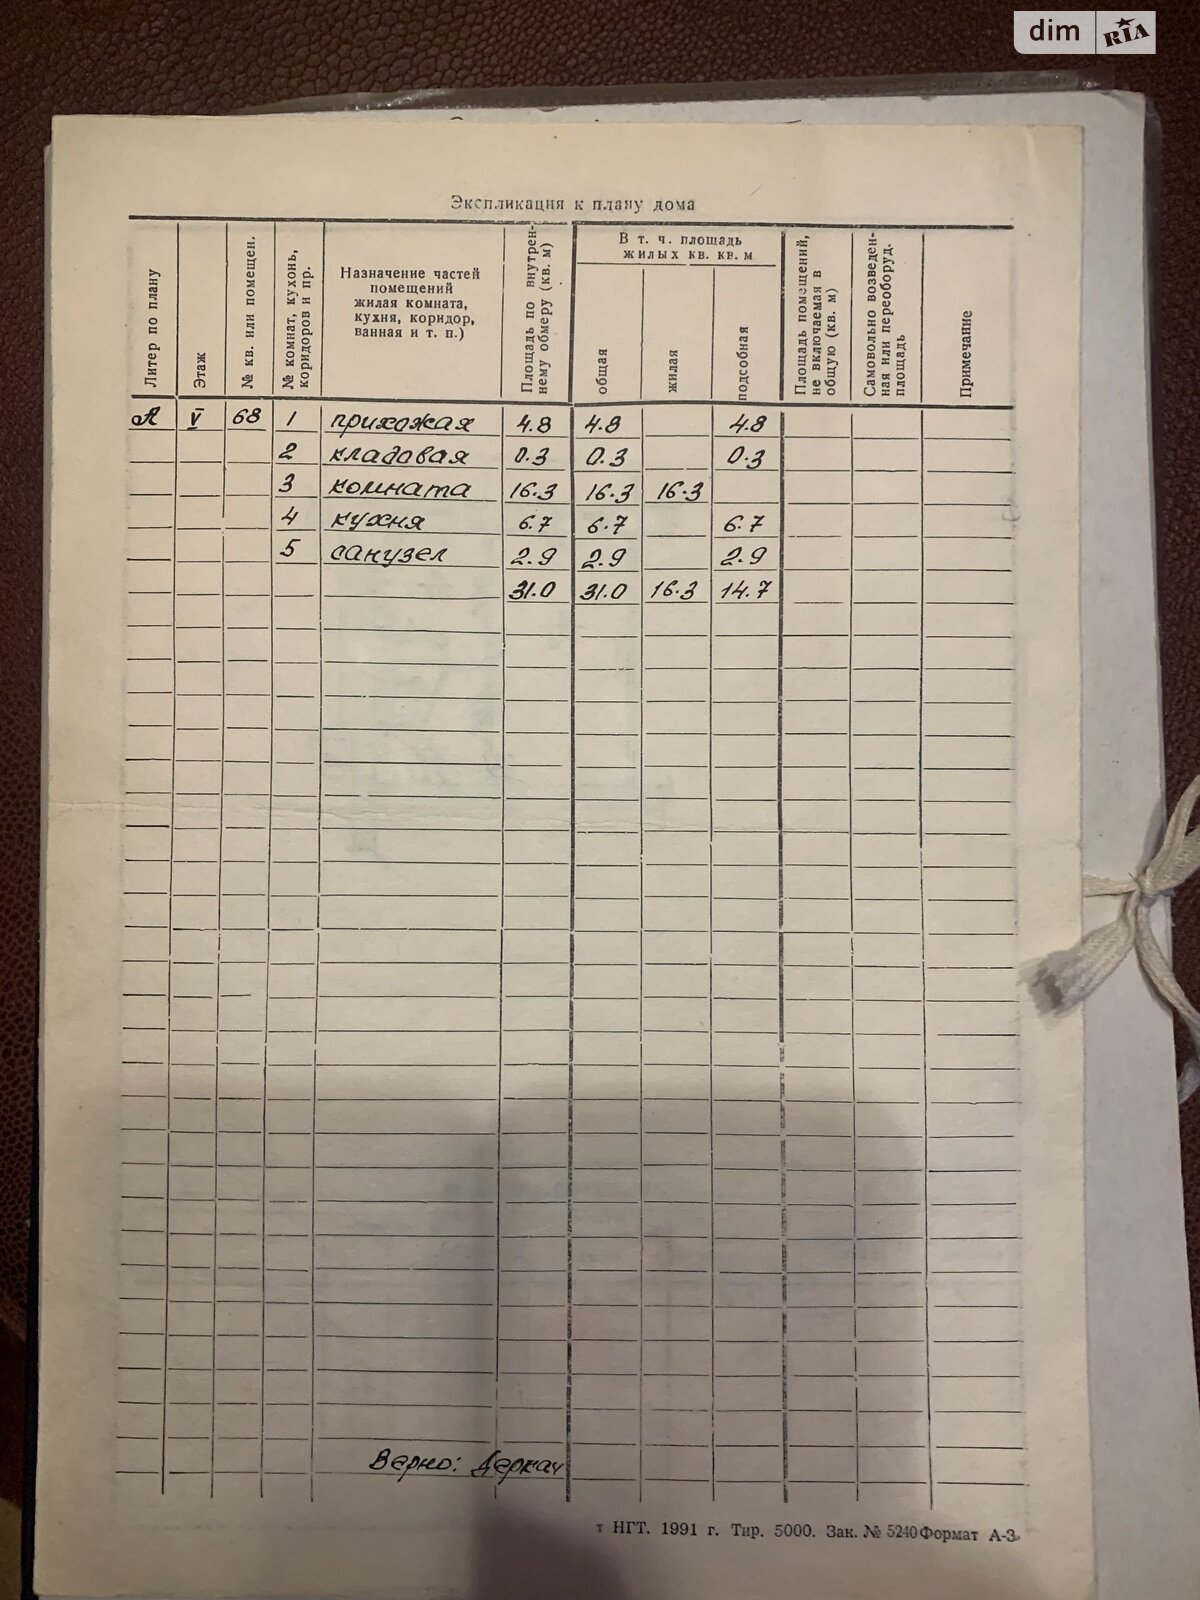 dim RIA
Экспликация к плану дома
Литер по плану
Этаж
№ кв. или помещен.
№ комнат, кухонь,
коридоров и пр.
Назначение частей
помещений
жилая комната,
кухня, коридор,
ванная и т. п.)
Площадь по внутрен-
нему обмеру (кв. м)
В т. ч. площадь
жилых кв. кв. м
общая
жилая
подсобная
Площадь помещений,
не включаемая в
общую (кв. м)
Самовольно возведен-
ная или переоборуд.
площадь
Примечание
А V 68 1 прихожая 4.8 4.8 4.8
2 кладовая 0.3 0.3 0.3
3 комната 16.3 16.3 16.3
4 кухня 6.7 6.7 6.7
5 санузел 2.9 2.9 2.9
31.0 31.0 16.3 14.7
Верно: Деркач
т НГТ. 1991 г. Тир. 5000. Зак. № 5240 Формат А-3